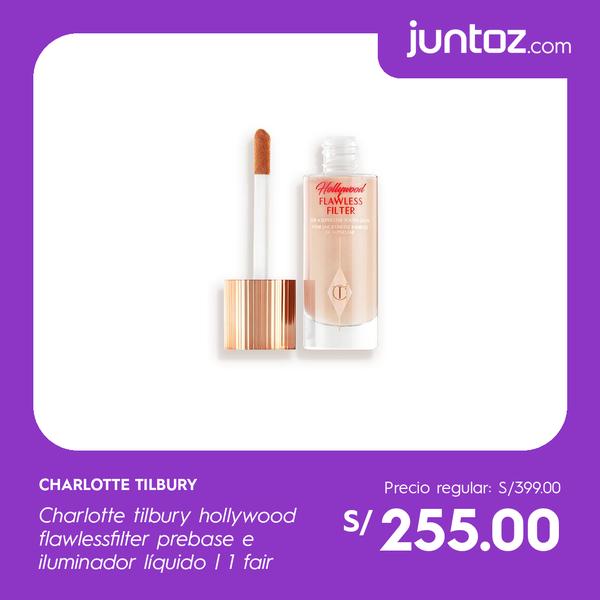 juntoz.com
Hollywood
FLAWLESS
FILTER
CT
CHARLOTTE TILBURY
Charlotte tilbury hollywood
flawlessfilter prebase e
iluminador líquido | 1 fair
Precio regular: S/399.00
S/ 255.00